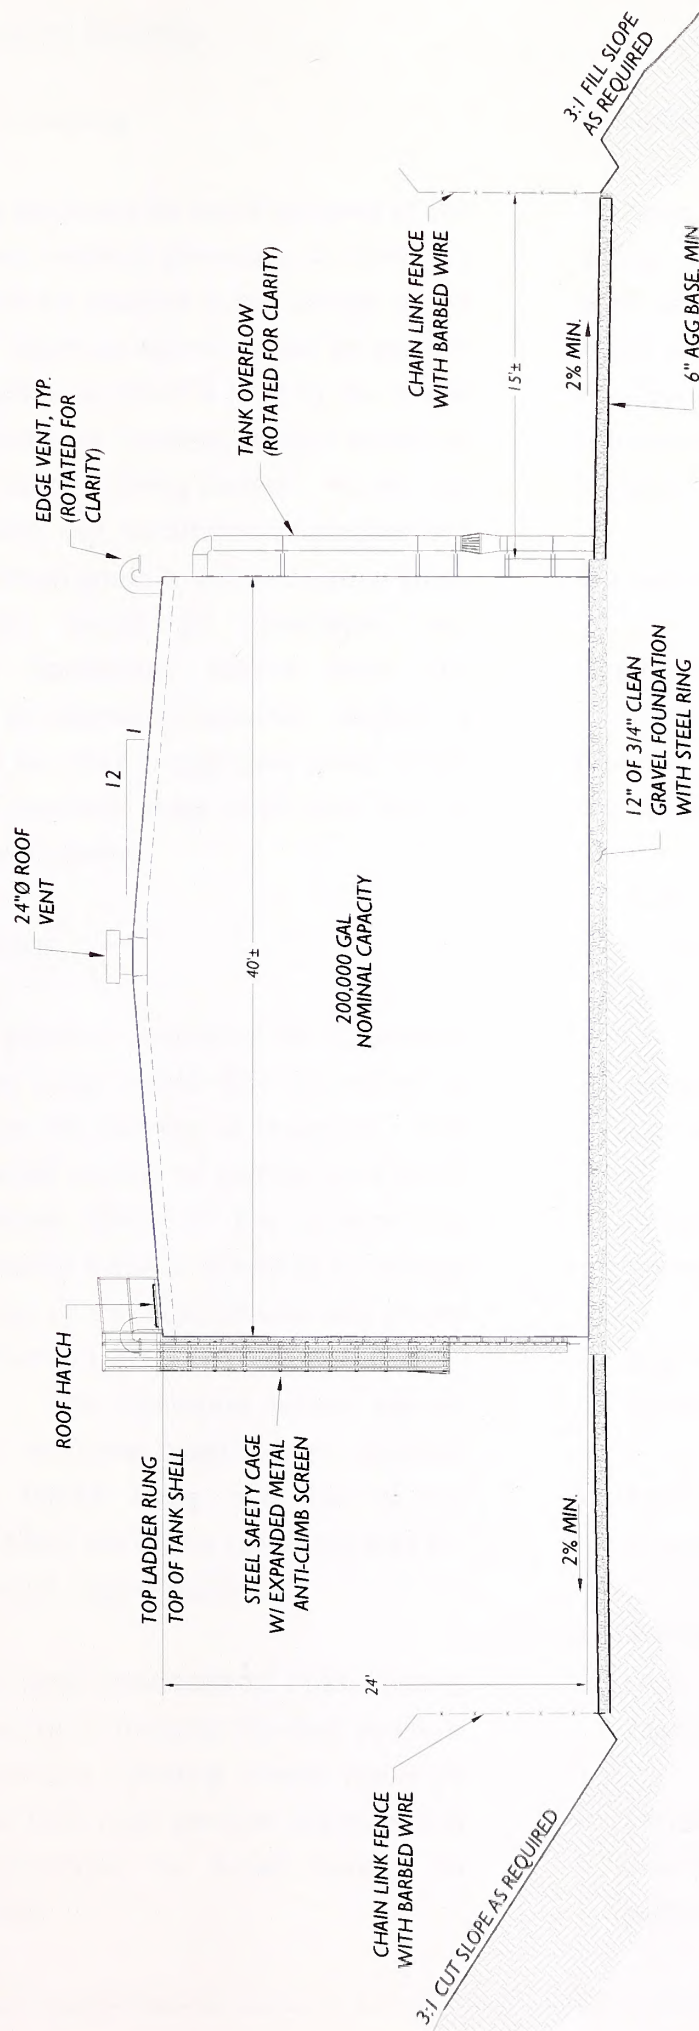 ROOF HATCH
24"Ø ROOF
VENT
12
1
EDGE VENT, TYP.
(ROTATED FOR
CLARITY)
TOP LADDER RUNG
TOP OF TANK SHELL
STEEL SAFETY CAGE
W/ EXPANDED METAL
ANTI-CLIMB SCREEN
40'±
TANK OVERFLOW
(ROTATED FOR CLARITY)
200,000 GAL
NOMINAL CAPACITY
24'
CHAIN LINK FENCE
WITH BARBED WIRE
CHAIN LINK FENCE
WITH BARBED WIRE
15'±
2% MIN.
2% MIN.
3:1 CUT SLOPE AS REQUIRED
3:1 FILL SLOPE
AS REQUIRED
12" OF 3/4" CLEAN
GRAVEL FOUNDATION
WITH STEEL RING
6" AGG BASE, MIN